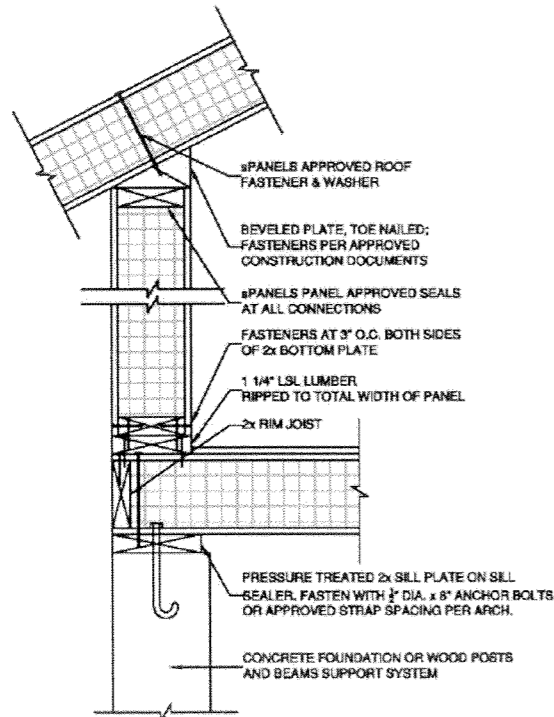 sPANELS APPROVED ROOF
FASTENER & WASHER
BEVELED PLATE, TOE NAILED;
FASTENERS PER APPROVED
CONSTRUCTION DOCUMENTS
sPANELS PANEL APPROVED SEALS
AT ALL CONNECTIONS
FASTENERS AT 3" O.C. BOTH SIDES
OF 2x BOTTOM PLATE
1 1/4" LSL LUMBER
RIPPED TO TOTAL WIDTH OF PANEL
2x RIM JOIST
PRESSURE TREATED 2x SILL PLATE ON SILL
SEALER. FASTEN WITH ½" DIA. x 8" ANCHOR BOLTS
OR APPROVED STRAP SPACING PER ARCH.
CONCRETE FOUNDATION OR WOOD POSTS
AND BEAMS SUPPORT SYSTEM